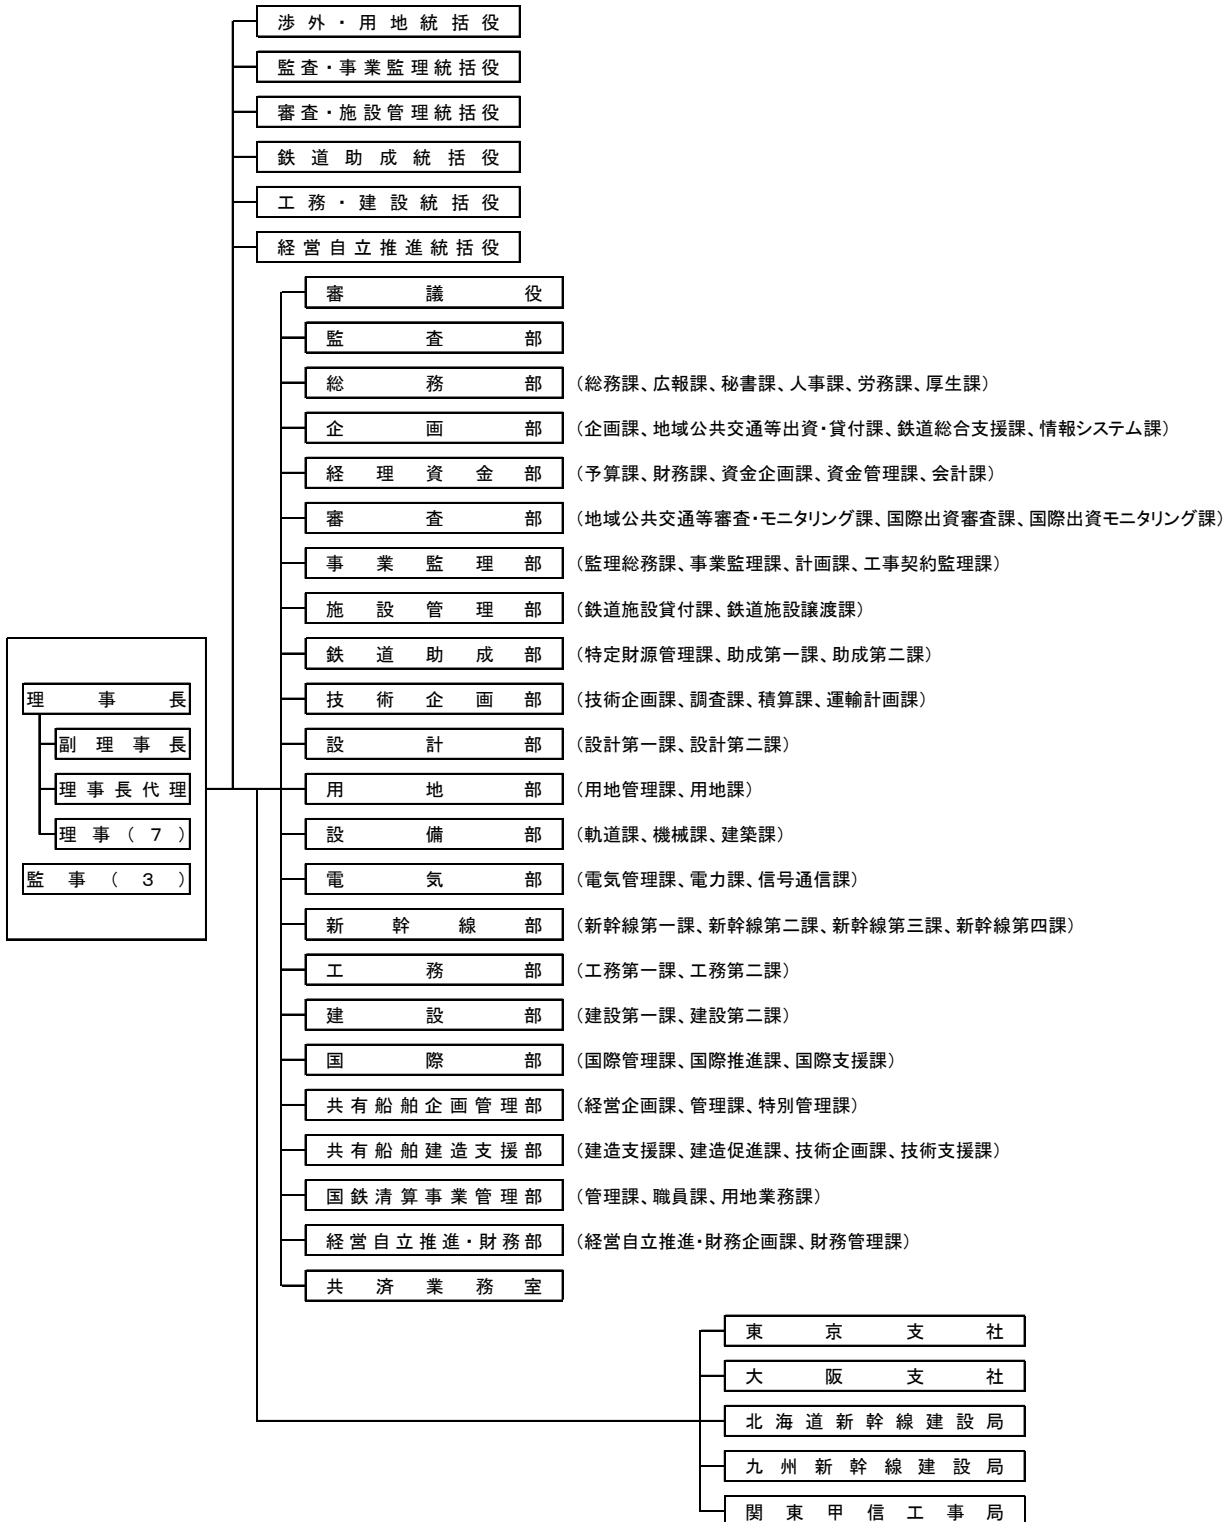 渉外・用地統括役
監査・事業監理統括役
審査・施設管理統括役
鉄道助成統括役
工務・建設統括役
経営自立推進統括役
審議役
監査部
総務部 （総務課、広報課、秘書課、人事課、労務課、厚生課）
企画部 （企画課、地域公共交通等出資・貸付課、鉄道総合支援課、情報システム課）
経理資金部 （予算課、財務課、資金企画課、資金管理課、会計課）
審査部 （地域公共交通等審査・モニタリング課、国際出資審査課、国際出資モニタリング課）
事業監理部 （監理総務課、事業監理課、計画課、工事契約監理課）
施設管理部 （鉄道施設貸付課、鉄道施設譲渡課）
鉄道助成部 （特定財源管理課、助成第一課、助成第二課）
理事長
技術企画部 （技術企画課、調査課、積算課、運輸計画課）
副理事長
設計部 （設計第一課、設計第二課）
理事長代理
用地部 （用地管理課、用地課）
理事（７）
設備部 （軌道課、機械課、建築課）
監事（３）
電気部 （電気管理課、電力課、信号通信課）
新幹線部 （新幹線第一課、新幹線第二課、新幹線第三課、新幹線第四課）
工務部 （工務第一課、工務第二課）
建設部 （建設第一課、建設第二課）
国際部 （国際管理課、国際推進課、国際支援課）
共有船舶企画管理部 （経営企画課、管理課、特別管理課）
共有船舶建造支援部 （建造支援課、建造促進課、技術企画課、技術支援課）
国鉄清算事業管理部 （管理課、職員課、用地業務課）
経営自立推進・財務部 （経営自立推進・財務企画課、財務管理課）
共済業務室
東京支社
大阪支社
北海道新幹線建設局
九州新幹線建設局
関東甲信工事局